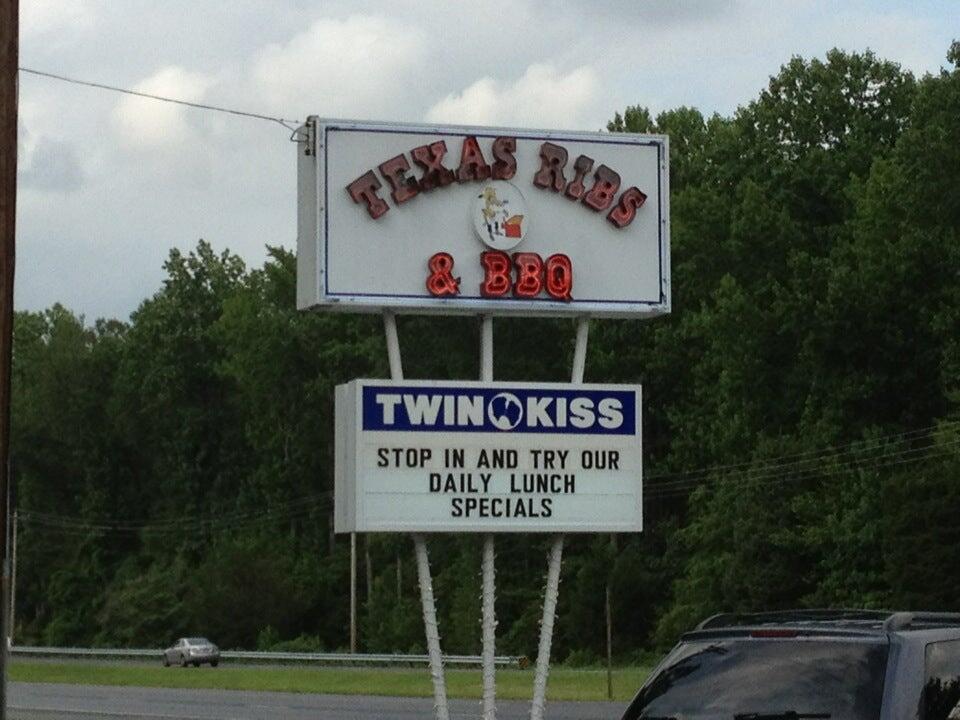 TEXAS RIBS
& BBQ
TWIN KISS
STOP IN AND TRY OUR
DAILY LUNCH
SPECIALS